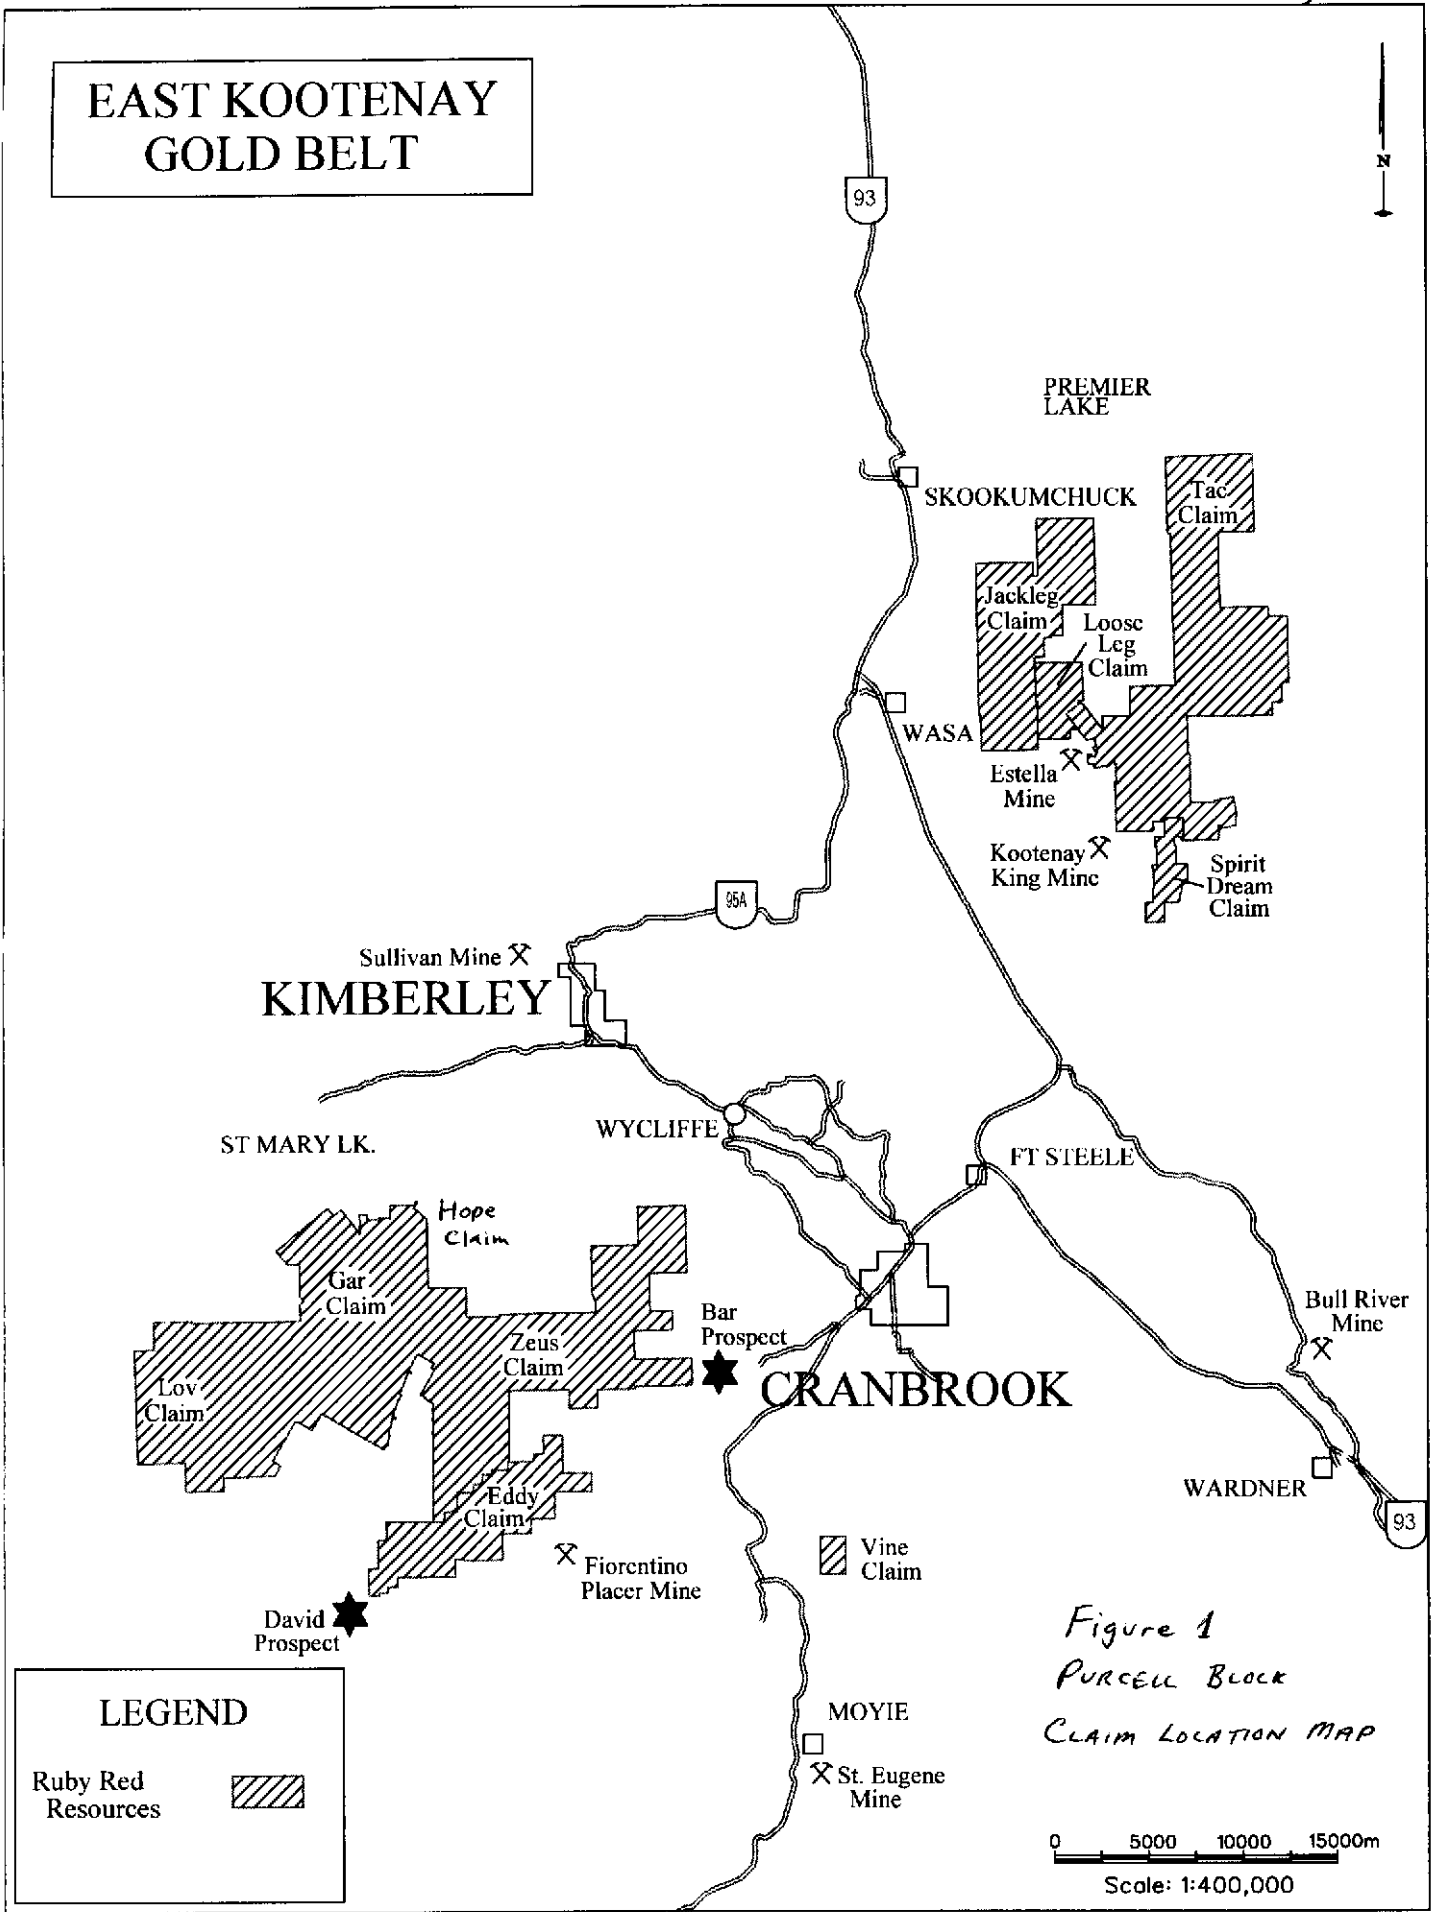 EAST KOOTENAY
GOLD BELT
93
N
PREMIER
LAKE
SKOOKUMCHUCK
Tac
Claim
Jackleg
Claim
Loose
Leg
Claim
WASA
Estella
Mine
Kootenay
King Mine
Spirit
Dream
Claim
95A
Sullivan Mine
KIMBERLEY
WYCLIFFE
ST MARY LK.
FT STEELE
Hope
Claim
Gar
Claim
Zeus
Claim
Bar
Prospect
Bull River
Mine
Lov
Claim
CRANBROOK
WARDNER
Eddy
Claim
93
Vine
Claim
Fiorentino
Placer Mine
David
Prospect
Figure 1
PURCELL BLOCK
CLAIM LOCATION MAP
LEGEND
Ruby Red
Resources
MOYIE
St. Eugene
Mine
0 5000 10000 15000m
Scale: 1:400,000